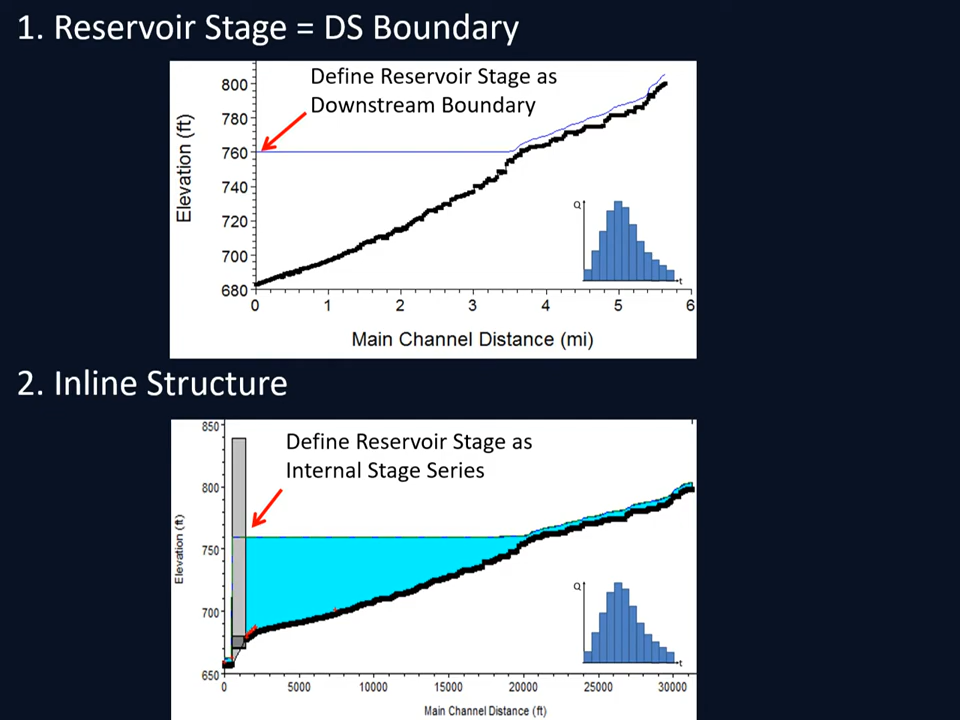 1. Reservoir Stage = DS Boundary
Define Reservoir Stage as
Downstream Boundary
800
780
760
740
720
700
680
Elevation (ft)
Q
t
0 1 2 3 4 5 6
Main Channel Distance (mi)
2. Inline Structure
Define Reservoir Stage as
Internal Stage Series
850
800
750
700
650
Elevation (ft)
Q
t
0 5000 10000 15000 20000 25000 30000
Main Channel Distance (ft)